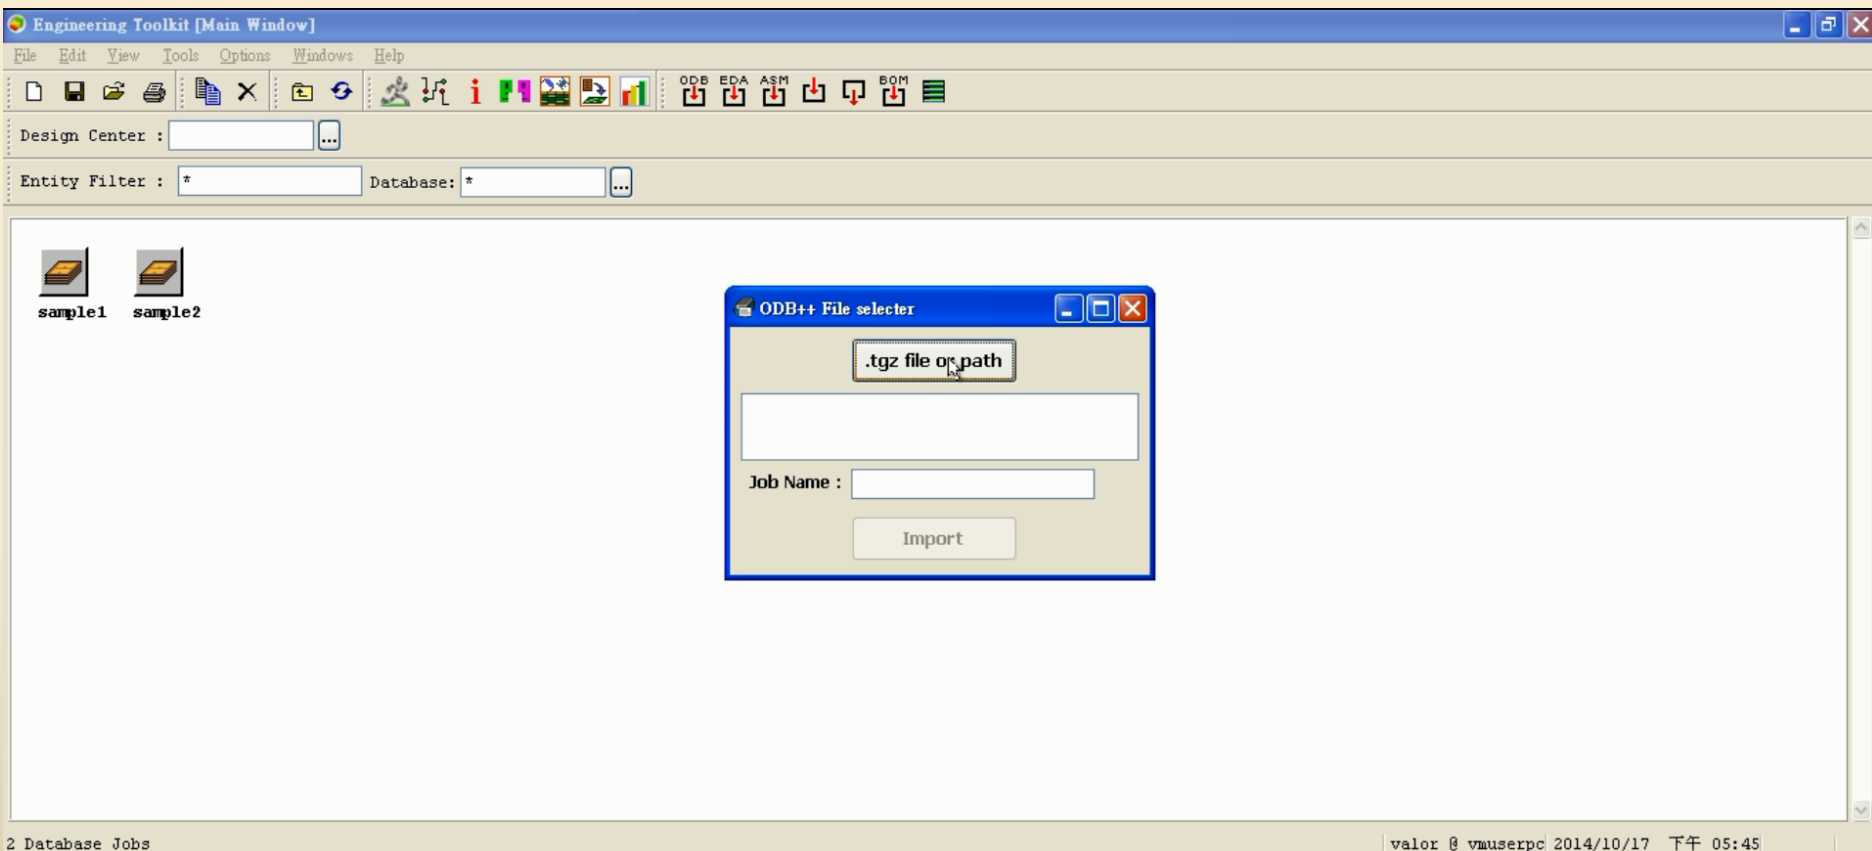 Engineering Toolkit [Main Window]
File Edit View Tools Options Windows Help
ODB EDA ASM BOM
Design Center : ...
Entity Filter : * Database: * ...
sample1 sample2
ODB++ File selecter
.tgz file or path
Job Name :
Import
2 Database Jobs
valor @ vmuserpc 2014/10/17 下午 05:45